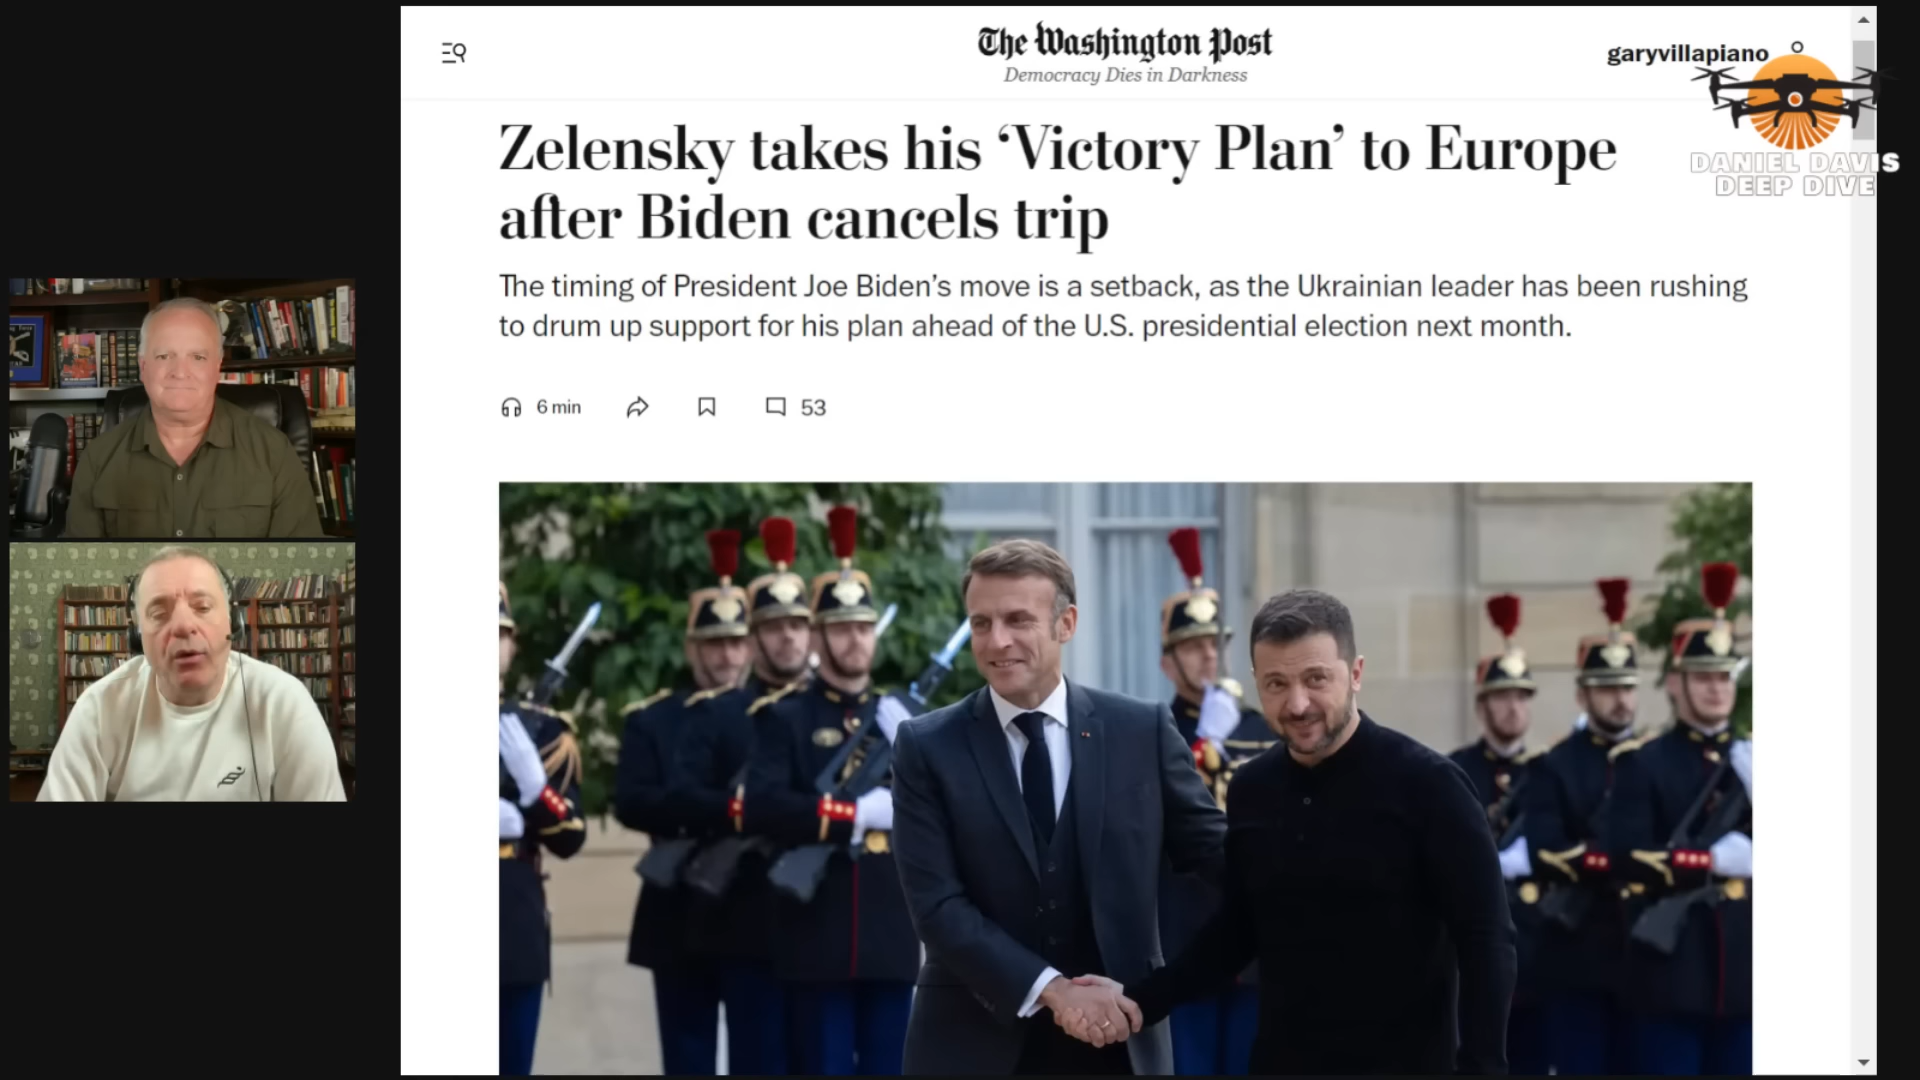 The Washington Post
Democracy Dies in Darkness
garyvillapiano
DANIEL DAVIS
DEEP DIVE
Zelensky takes his ‘Victory Plan’ to Europe
after Biden cancels trip
The timing of President Joe Biden’s move is a setback, as the Ukrainian leader has been rushing
to drum up support for his plan ahead of the U.S. presidential election next month.
6 min
53